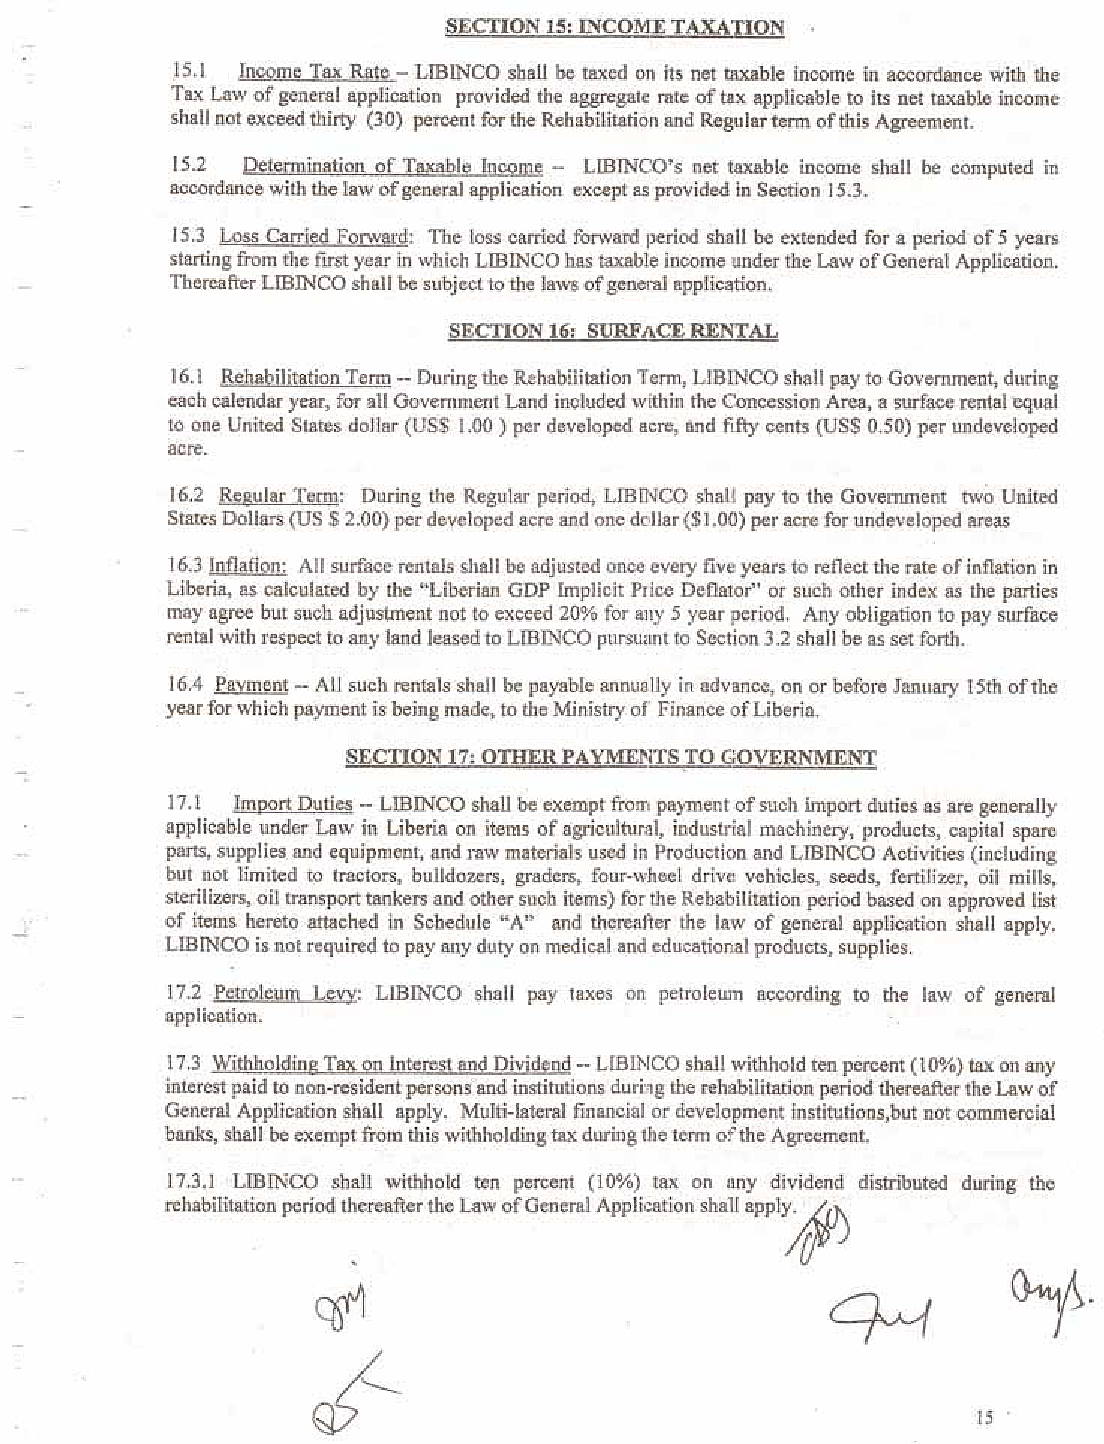 SECTION 15: INCOME TAXATION
15.1 Income Tax Rate – LIBINCO shall be taxed on its net taxable income in accordance with the
Tax Law of general application provided the aggregate rate of tax applicable to its net taxable income
shall not exceed thirty (30) percent for the Rehabilitation and Regular term of this Agreement.
15.2 Determination of Taxable Income – LIBINCO's net taxable income shall be computed in
accordance with the law of general application except as provided in Section 15.3.
15.3 Loss Carried Forward: The loss carried forward period shall be extended for a period of 5 years
starting from the first year in which LIBINCO has taxable income under the Law of General Application.
Thereafter LIBINCO shall be subject to the laws of general application.
SECTION 16: SURFACE RENTAL
16.1 Rehabilitation Term -- During the Rehabilitation Term, LIBINCO shall pay to Government, during
each calendar year, for all Government Land included within the Concession Area, a surface rental equal
to one United States dollar (US$ 1.00 ) per developed acre, and fifty cents (US$ 0.50) per undeveloped
acre.
16.2 Regular Term: During the Regular period, LIBINCO shall pay to the Government two United
States Dollars (US $ 2.00) per developed acre and one dollar ($1.00) per acre for undeveloped areas
16.3 Inflation: All surface rentals shall be adjusted once every five years to reflect the rate of inflation in
Liberia, as calculated by the "Liberian GDP Implicit Price Deflator" or such other index as the parties
may agree but such adjustment not to exceed 20% for any 5 year period. Any obligation to pay surface
rental with respect to any land leased to LIBINCO pursuant to Section 3.2 shall be as set forth.
16.4 Payment -- All such rentals shall be payable annually in advance, on or before January 15th of the
year for which payment is being made, to the Ministry of Finance of Liberia.
SECTION 17: OTHER PAYMENTS TO GOVERNMENT
17.1 Import Duties -- LIBINCO shall be exempt from payment of such import duties as are generally
applicable under Law in Liberia on items of agricultural, industrial machinery, products, capital spare
parts, supplies and equipment, and raw materials used in Production and LIBINCO Activities (including
but not limited to tractors, bulldozers, graders, four-wheel drive vehicles, seeds, fertilizer, oil mills,
sterilizers, oil transport tankers and other such items) for the Rehabilitation period based on approved list
of items hereto attached in Schedule "A" and thereafter the law of general application shall apply.
LIBINCO is not required to pay any duty on medical and educational products, supplies.
17.2 Petroleum Levy: LIBINCO shall pay taxes on petroleum according to the law of general
application.
17.3 Withholding Tax on Interest and Dividend -- LIBINCO shall withhold ten percent (10%) tax on any
interest paid to non-resident persons and institutions during the rehabilitation period thereafter the Law of
General Application shall apply. Multi-lateral financial or development institutions,but not commercial
banks, shall be exempt from this withholding tax during the term of the Agreement.
17.3.1 LIBINCO shall withhold ten percent (10%) tax on any dividend distributed during the
rehabilitation period thereafter the Law of General Application shall apply.
15